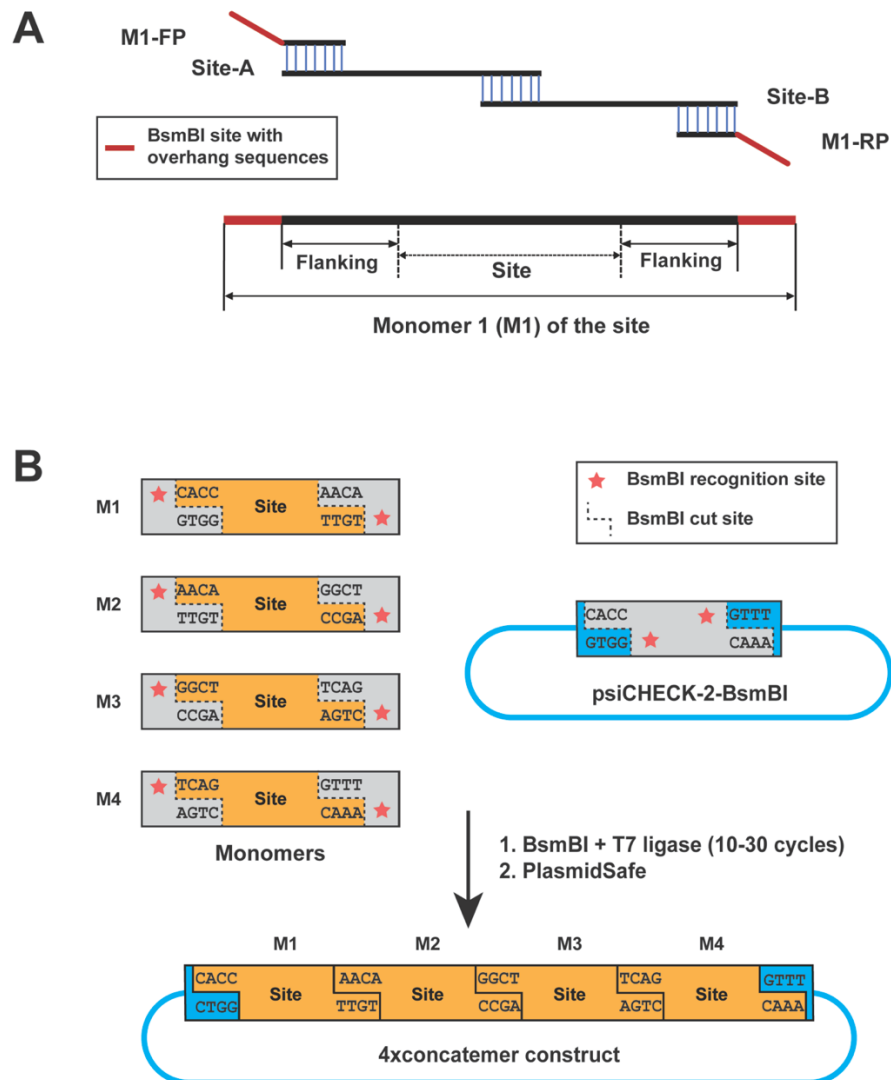 A
M1-FP
Site-A
Site-B
M1-RP
BsmBI site with
overhang sequences
Flanking
Site
Flanking
Monomer 1 (M1) of the site
B
M1
CACC
GTGG
Site
AACA
TTGT
M2
AACA
TTGT
Site
GGCT
CCGA
M3
GGCT
CCGA
Site
TCAG
AGTC
M4
TCAG
AGTC
Site
GTTT
CAAA
Monomers
BsmBI recognition site
BsmBI cut site
CACC
GTGG
GTTT
CAAA
psiCHECK-2-BsmBI
1. BsmBI + T7 ligase (10-30 cycles)
2. PlasmidSafe
M1 M2 M3 M4
CACC AACA GGCT TCAG GTTT
CTGG Site TTGT Site CCGA Site AGTC Site CAAA
4xconcatemer construct